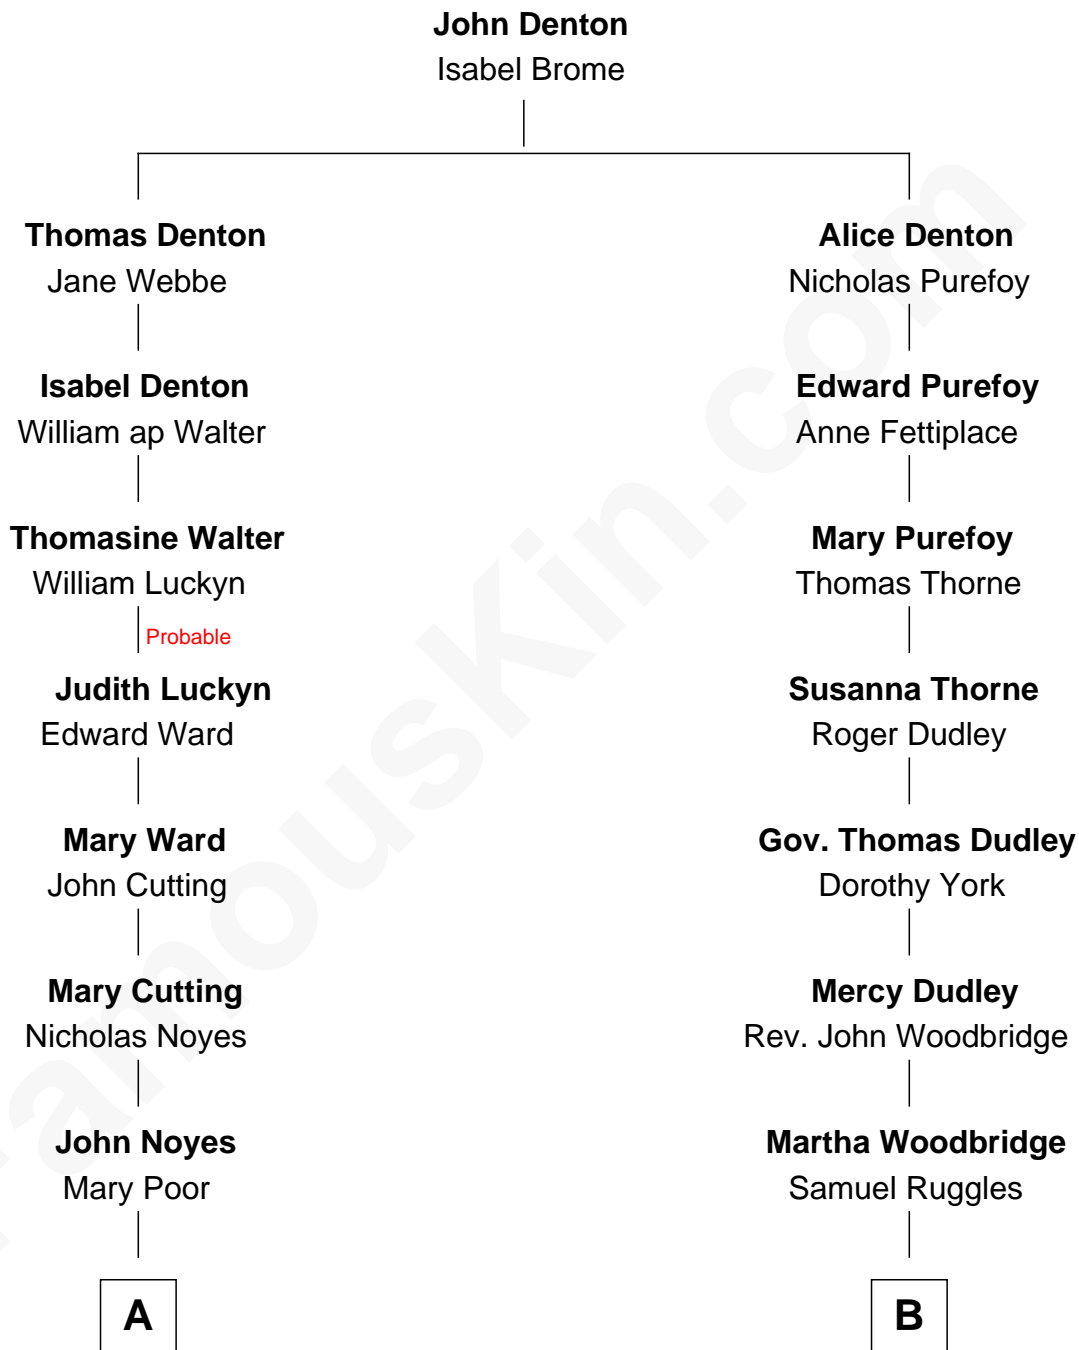 John Denton
Isabel Brome
Thomas Denton
Jane Webbe
Alice Denton
Nicholas Purefoy
Isabel Denton
William ap Walter
Edward Purefoy
Anne Fettiplace
Thomasine Walter
William Luckyn
Mary Purefoy
Thomas Thorne
Probable
Judith Luckyn
Edward Ward
Susanna Thorne
Roger Dudley
Mary Ward
John Cutting
Gov. Thomas Dudley
Dorothy York
Mary Cutting
Nicholas Noyes
Mercy Dudley
Rev. John Woodbridge
John Noyes
Mary Poor
Martha Woodbridge
Samuel Ruggles
A
B
FamousKin.com